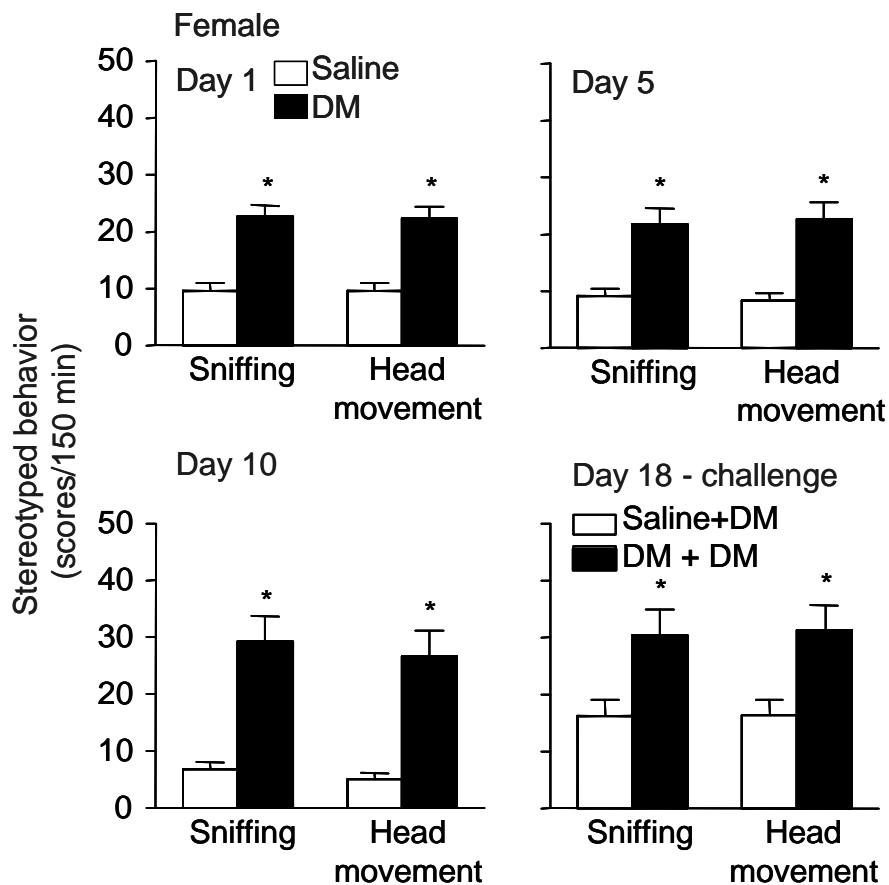 Female
Day 1
Saline
DM
50
40
30
20
10
0
*
*
Sniffing
Head
movement
Day 5
*
*
Sniffing
Head
movement
Stereotyped behavior
(scores/150 min)
Day 10
50
40
30
20
10
0
*
*
Sniffing
Head
movement
Day 18 - challenge
Saline+DM
DM + DM
*
*
Sniffing
Head
movement